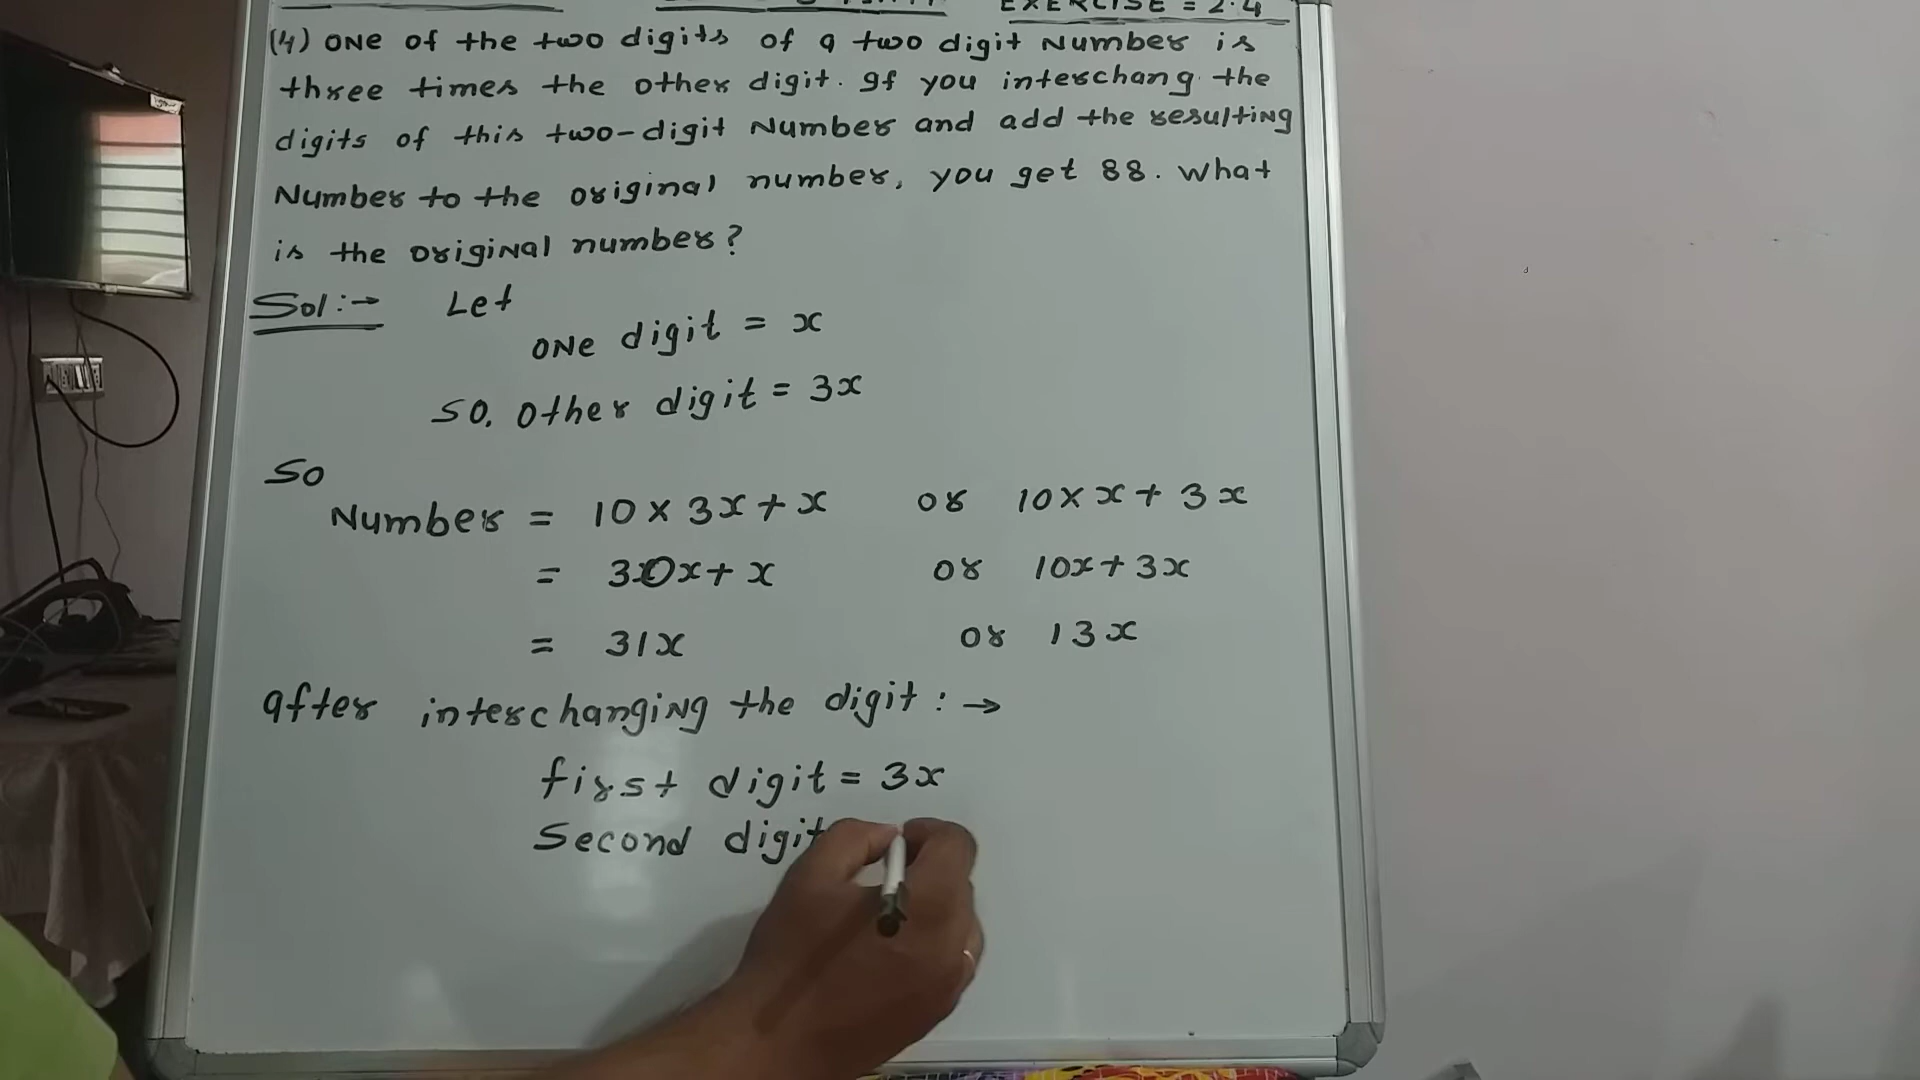 EXERCISE = 2.4
(4) ONE of the two digits of a two digit Number is
three times the other digit. If you interchang the
digits of this two-digit Number and add the resulting
Number to the original number, you get 88. What
is the original number?
Sol:→ Let
ONe digit = x
SO, Other digit = 3x
So
Number = 10 × 3x + x or 10 × x + 3x
= 30x + x or 10x + 3x
= 31x or 13x
after interchanging the digit :→
first digit = 3x
Second digit